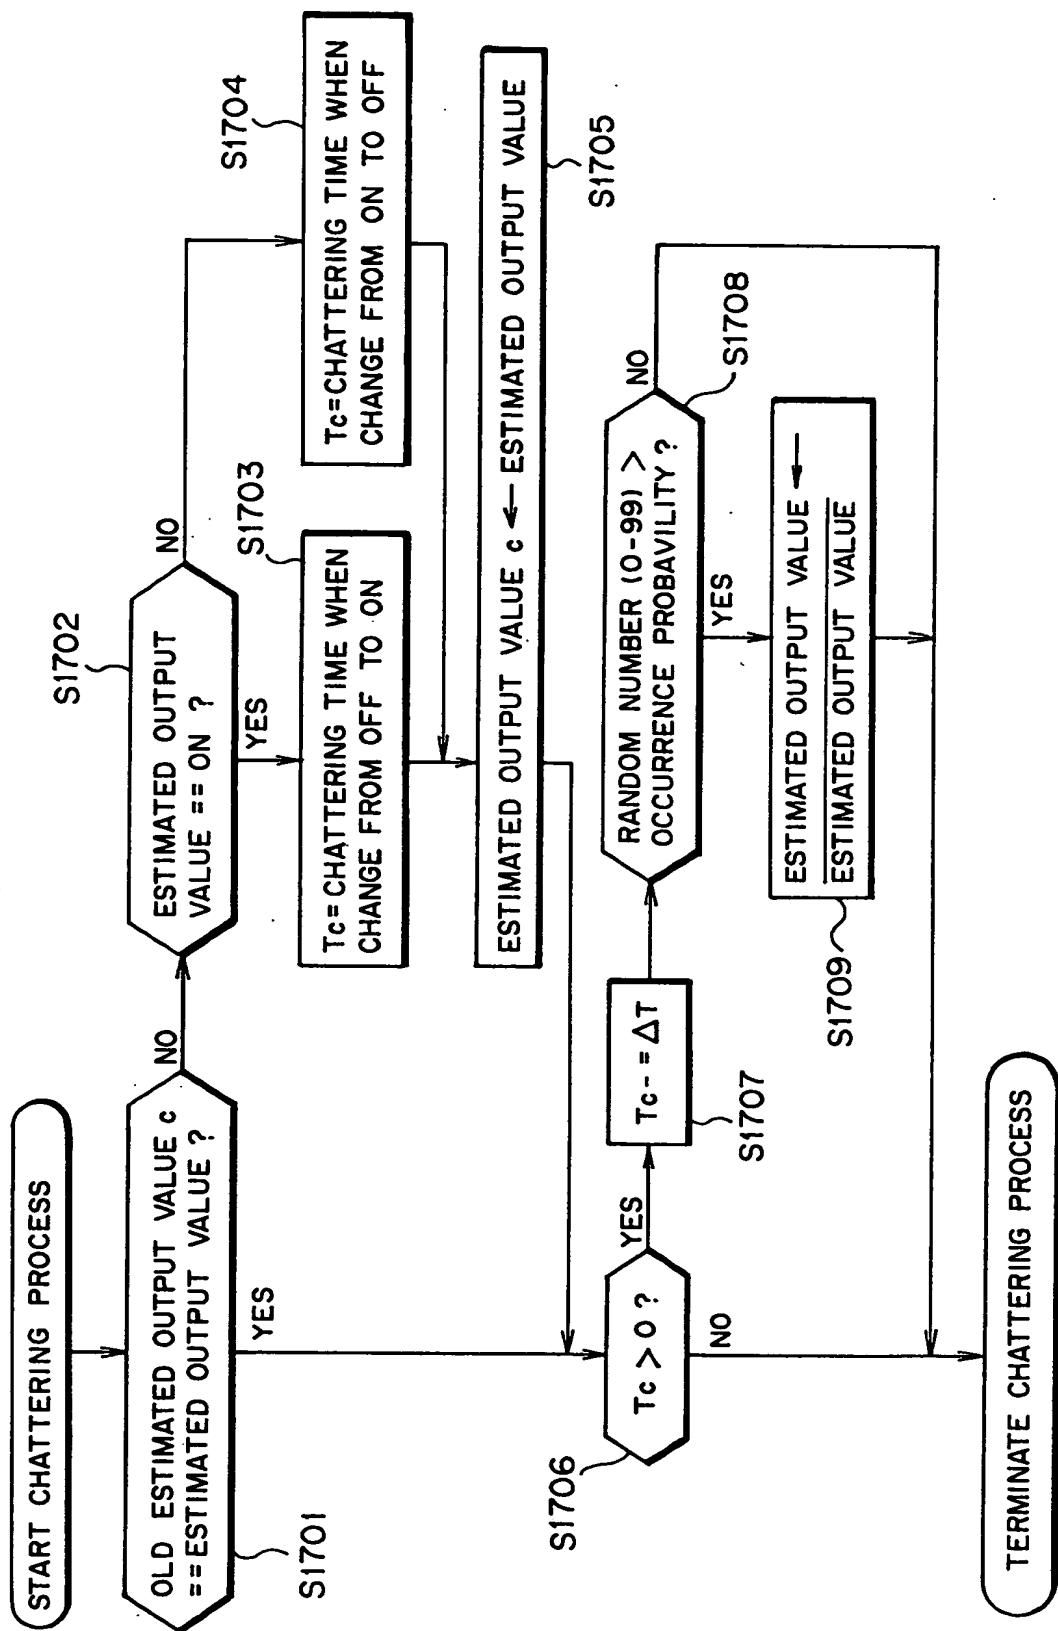 START CHATTERING PROCESS
OLD ESTIMATED OUTPUT VALUE c
==ESTIMATED OUTPUT VALUE ?
S1701
YES
NO
ESTIMATED OUTPUT
VALUE == ON ?
S1702
YES
NO
Tc=CHATTERING TIME WHEN
CHANGE FROM OFF TO ON
S1703
Tc=CHATTERING TIME WHEN
CHANGE FROM ON TO OFF
S1704
ESTIMATED OUTPUT VALUE c ← ESTIMATED OUTPUT VALUE
S1705
Tc > 0 ?
S1706
YES
NO
Tc- = ΔT
S1707
RANDOM NUMBER (0-99) >
OCCURRENCE PROBAVILITY ?
S1708
YES
NO
ESTIMATED OUTPUT VALUE ←
ESTIMATED OUTPUT VALUE
S1709
TERMINATE CHATTERING PROCESS